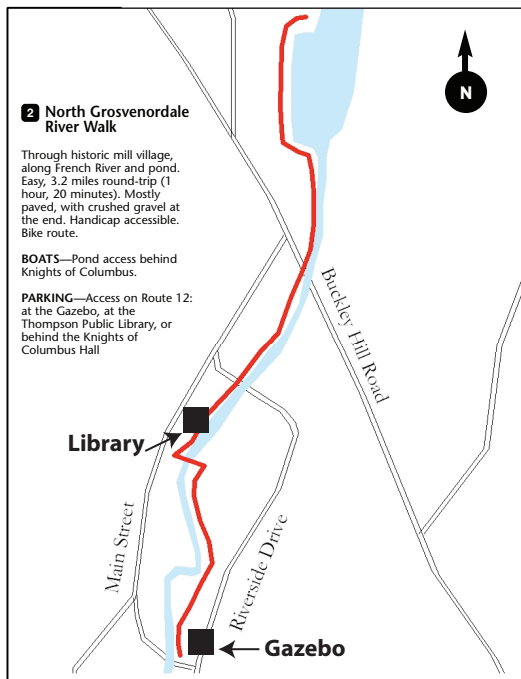 N
2 North Grosvenordale
River Walk
Through historic mill village,
along French River and pond.
Easy, 3.2 miles round-trip (1
hour, 20 minutes). Mostly
paved, with crushed gravel at
the end. Handicap accessible.
Bike route.
BOATS—Pond access behind
Knights of Columbus.
PARKING—Access on Route 12:
at the Gazebo, at the
Thompson Public Library, or
behind the Knights of
Columbus Hall
Buckley Hill Road
Library
Main Street
Riverside Drive
Gazebo